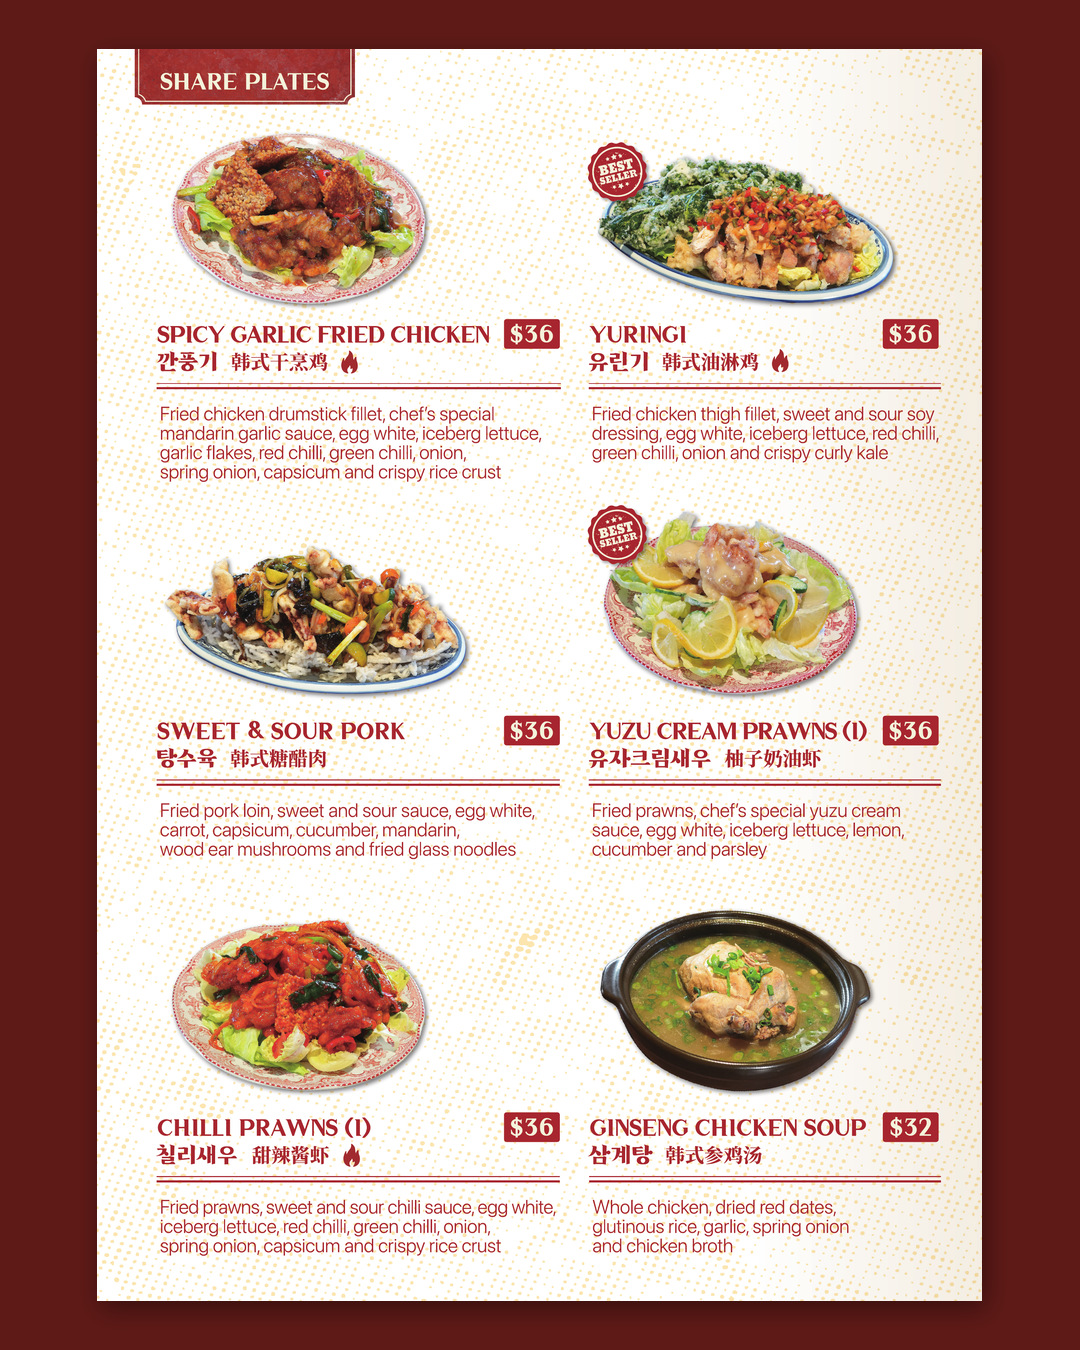 SHARE PLATES
SPICY GARLIC FRIED CHICKEN $36
깐풍기 韩式干烹鸡
Fried chicken drumstick fillet, chef's special
mandarin garlic sauce, egg white, iceberg lettuce,
garlic flakes, red chilli, green chilli, onion,
spring onion, capsicum and crispy rice crust
BEST
SELLER
YURINGI $36
유린기 韩式油淋鸡
Fried chicken thigh fillet, sweet and sour soy
dressing, egg white, iceberg lettuce, red chilli,
green chilli, onion and crispy curly kale
SWEET & SOUR PORK $36
탕수육 韩式糖醋肉
Fried pork loin, sweet and sour sauce, egg white,
carrot, capsicum, cucumber, mandarin,
wood ear mushrooms and fried glass noodles
BEST
SELLER
YUZU CREAM PRAWNS (I) $36
유자크림새우 柚子奶油虾
Fried prawns, chef's special yuzu cream
sauce, egg white, iceberg lettuce, lemon,
cucumber and parsley
CHILLI PRAWNS (I) $36
칠리새우 甜辣酱虾
Fried prawns, sweet and sour chilli sauce, egg white,
iceberg lettuce, red chilli, green chilli, onion,
spring onion, capsicum and crispy rice crust
GINSENG CHICKEN SOUP $32
삼계탕 韩式参鸡汤
Whole chicken, dried red dates,
glutinous rice, garlic, spring onion
and chicken broth